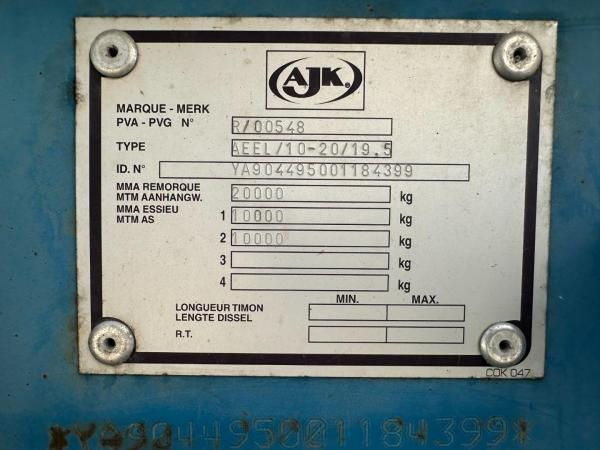 AJK®
MARQUE - MERK
PVA - PVG N° R/00548
TYPE AEEL/10-20/19.5
ID. N° YA904495001184399
MMA REMORQUE
MTM AANHANGW. 20000 kg
MMA ESSIEU
MTM AS 1 10000 kg
2 10000 kg
3 kg
4 kg
MIN. MAX.
LONGUEUR TIMON
LENGTE DISSEL
R.T.
COK 047
*YA904495001184399*